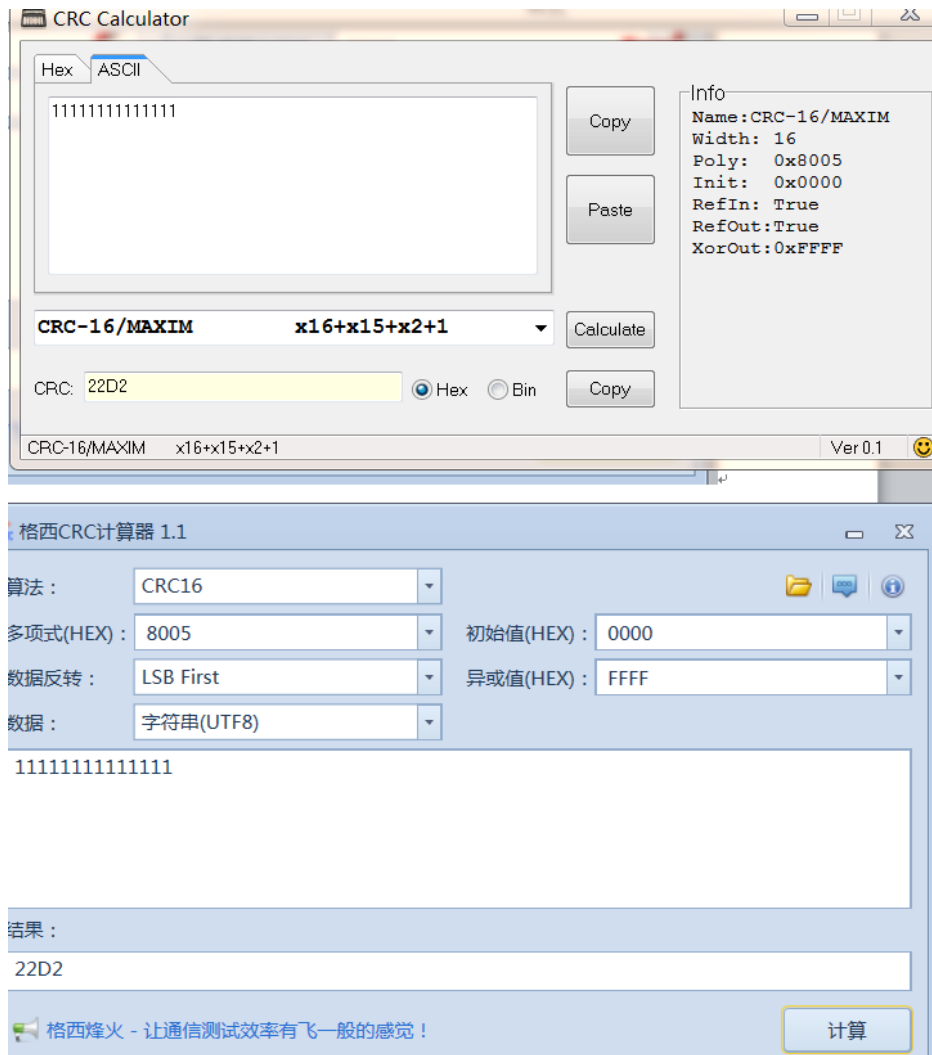 CRC Calculator
Hex ASCII
11111111111111
Copy
Paste
Info
Name:CRC-16/MAXIM
Width: 16
Poly: 0x8005
Init: 0x0000
RefIn: True
RefOut:True
XorOut:0xFFFF
CRC-16/MAXIM x16+x15+x2+1
Calculate
CRC: 22D2
Hex Bin
Copy
CRC-16/MAXIM x16+x15+x2+1
Ver 0.1
格西CRC计算器 1.1
算法：
CRC16
多项式(HEX)：
8005
初始值(HEX)：
0000
数据反转：
LSB First
异或值(HEX)：
FFFF
数据：
字符串(UTF8)
11111111111111
结果：
22D2
格西烽火 - 让通信测试效率有飞一般的感觉！
计算